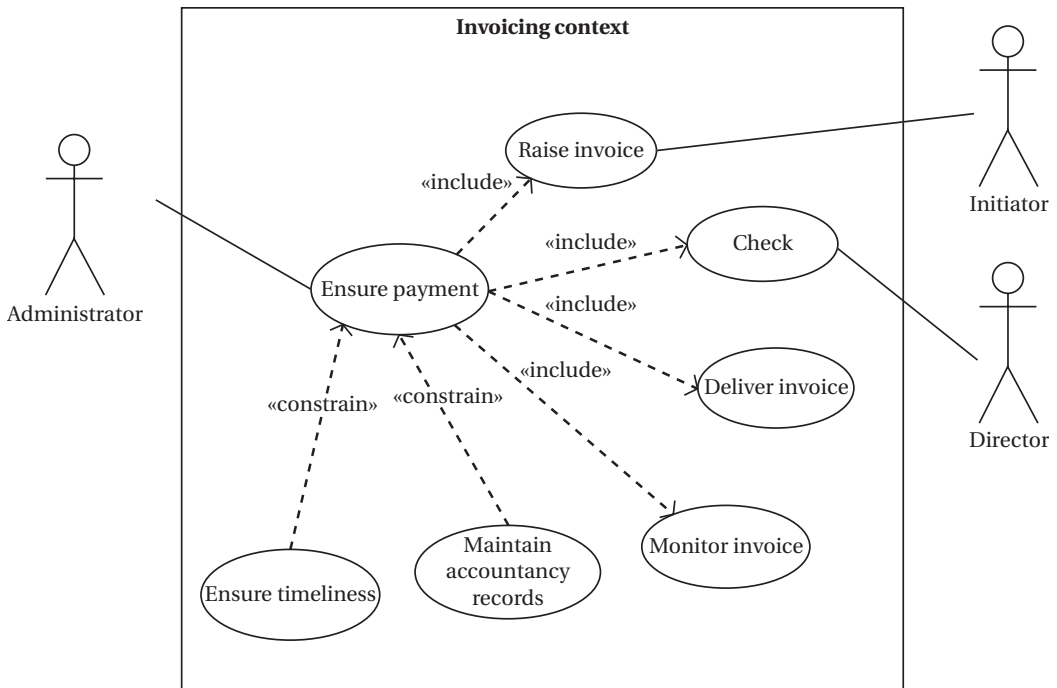 Invoicing context
Raise invoice
«include»
Initiator
«include»
Check
Ensure payment
«include»
Administrator
«include»
Deliver invoice
«constrain»
«constrain»
Director
Maintain
accountancy
records
Monitor invoice
Ensure timeliness